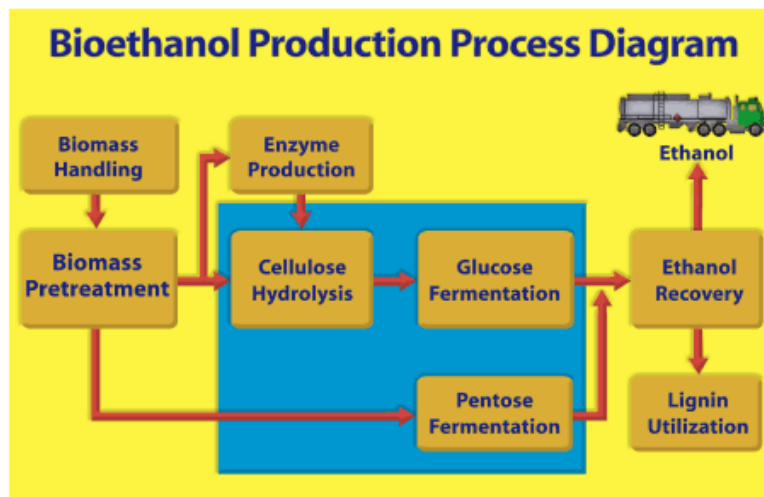 Bioethanol Production Process Diagram
Biomass
Handling
Enzyme
Production
Ethanol
Biomass
Pretreatment
Cellulose
Hydrolysis
Glucose
Fermentation
Ethanol
Recovery
Pentose
Fermentation
Lignin
Utilization